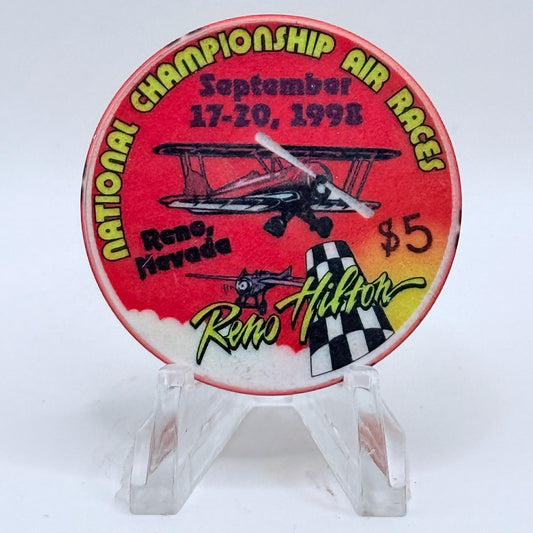 NATIONAL CHAMPIONSHIP AIR RACES
September
17-20, 1998
Reno,
Nevada
$5
Reno Hilton